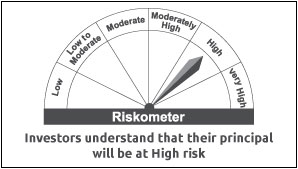 Low
Low to
Moderate
Moderate
Moderately
High
High
very High
Riskometer
Investors understand that their principal
will be at High risk